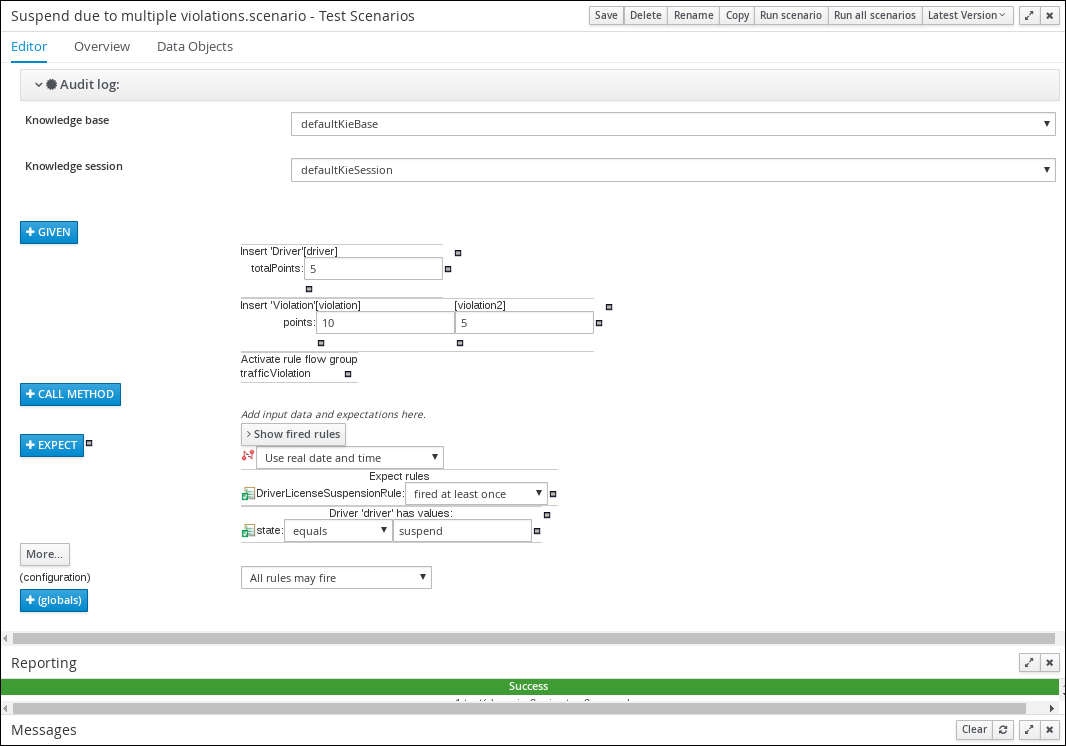 Suspend due to multiple violations.scenario - Test Scenarios
Save Delete Rename Copy Run scenario Run all scenarios Latest Version
Editor Overview Data Objects
Audit log:
Knowledge base defaultKieBase
Knowledge session defaultKieSession
+ GIVEN
Insert 'Driver'[driver]
totalPoints: 5
Insert 'Violation'[violation] [violation2]
points: 10 5
Activate rule flow group
trafficViolation
+ CALL METHOD
Add input data and expectations here.
+ EXPECT
> Show fired rules
Use real date and time
Expect rules
DriverLicenseSuspensionRule: fired at least once
Driver 'driver' has values:
state: equals suspend
More...
(configuration) All rules may fire
+ (globals)
Reporting
Success
Messages
Clear